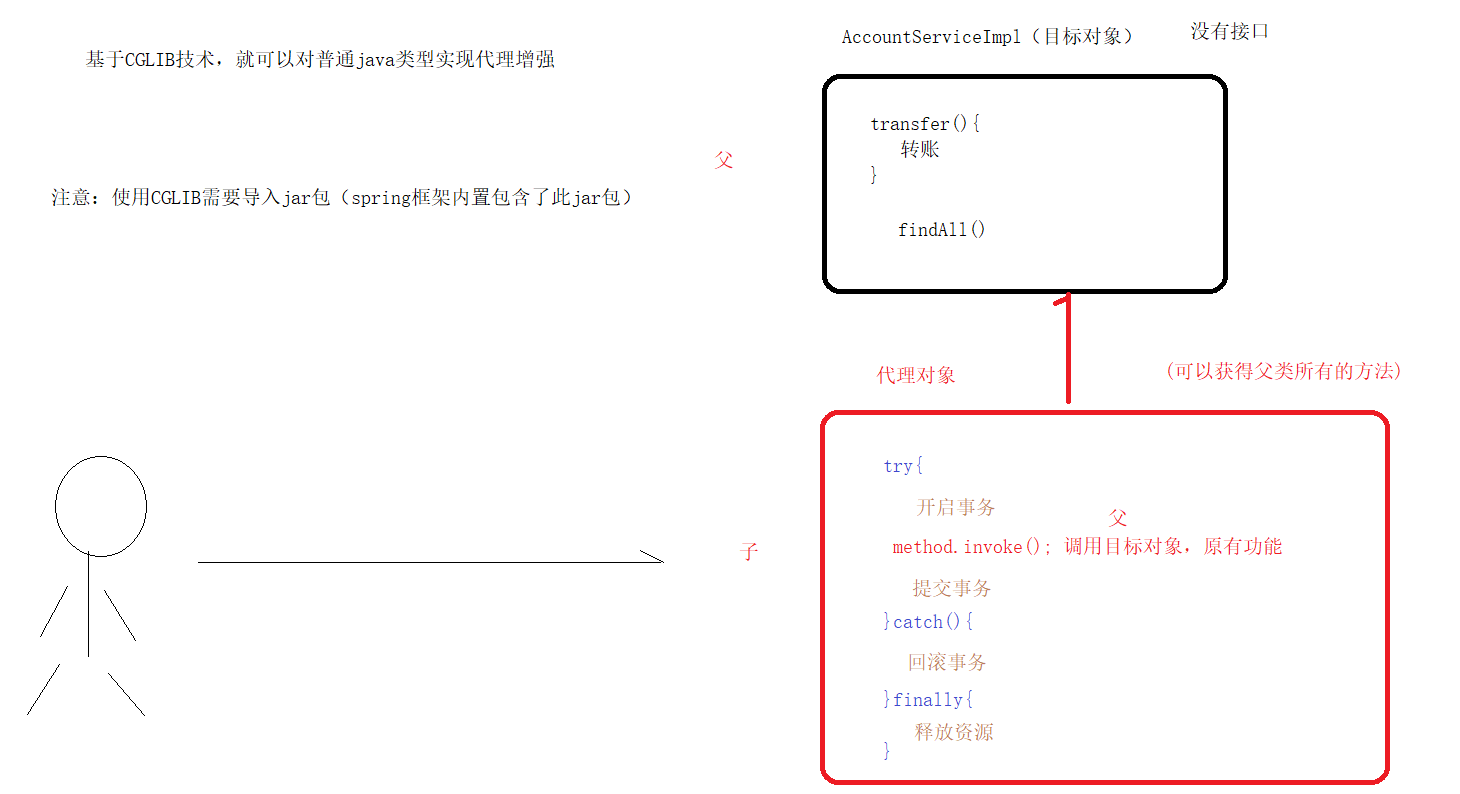 基于CGLIB技术，就可以对普通java类型实现代理增强
注意：使用CGLIB需要导入jar包（spring框架内置包含了此jar包）
AccountServiceImpl（目标对象）
没有接口
父
transfer(){
转账
}
findAll()
代理对象
(可以获得父类所有的方法)
子
try{
开启事务
父
method.invoke(); 调用目标对象，原有功能
提交事务
}catch(){
回滚事务
}finally{
释放资源
}